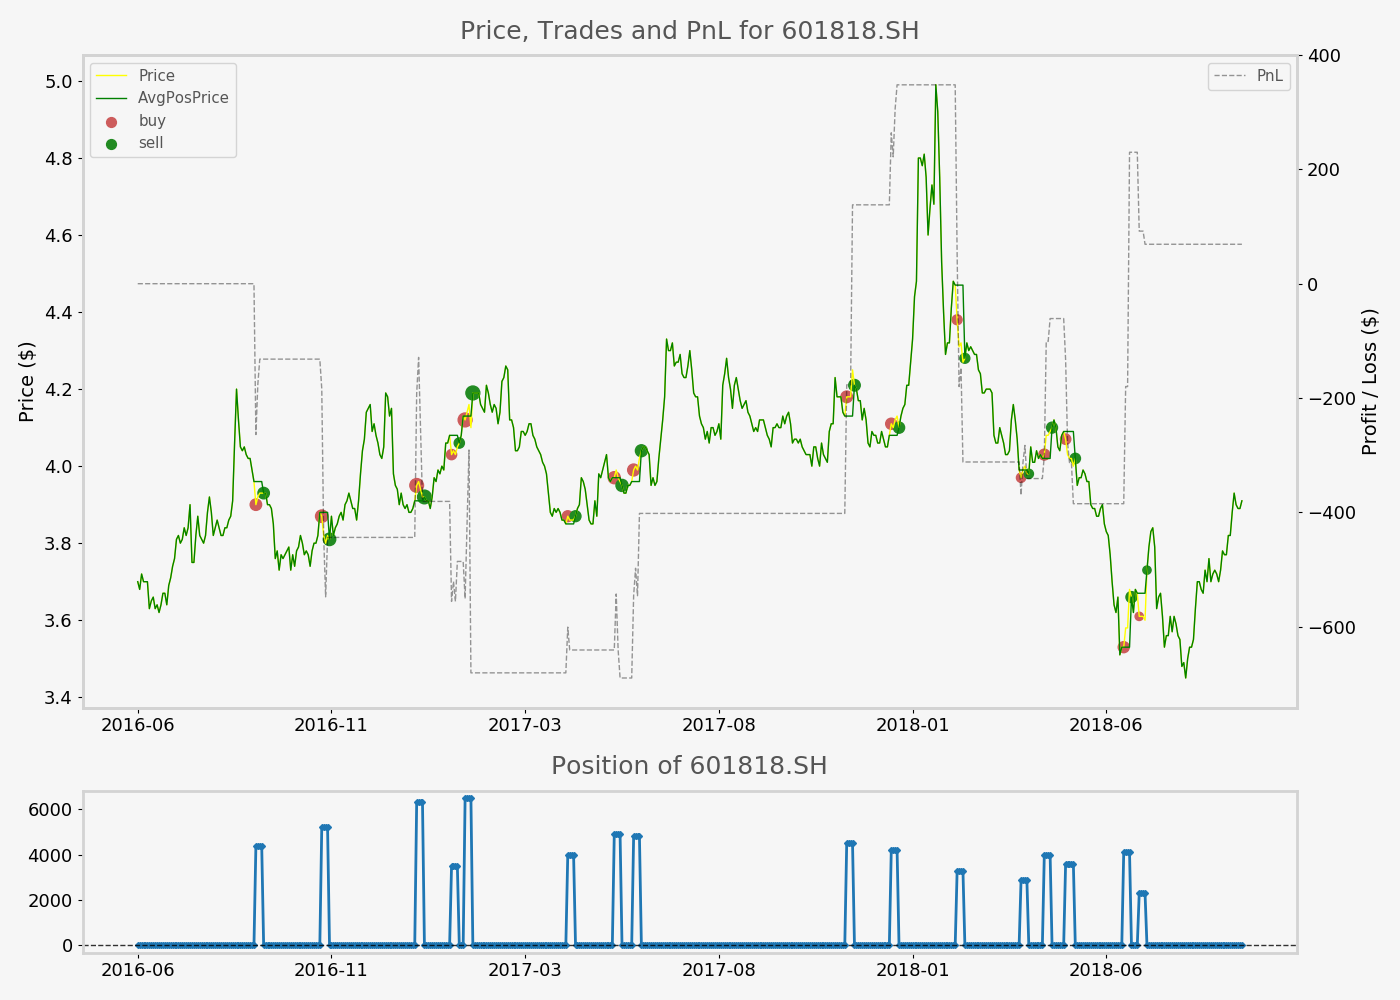 Price, Trades and PnL for 601818.SH
Price
AvgPosPrice
buy
sell
PnL
5.0
4.8
4.6
4.4
4.2
4.0
3.8
3.6
3.4
Price ($)
400
200
0
−200
−400
−600
Profit / Loss ($)
2016-06 2016-11 2017-03 2017-08 2018-01 2018-06
Position of 601818.SH
6000
4000
2000
0
2016-06 2016-11 2017-03 2017-08 2018-01 2018-06